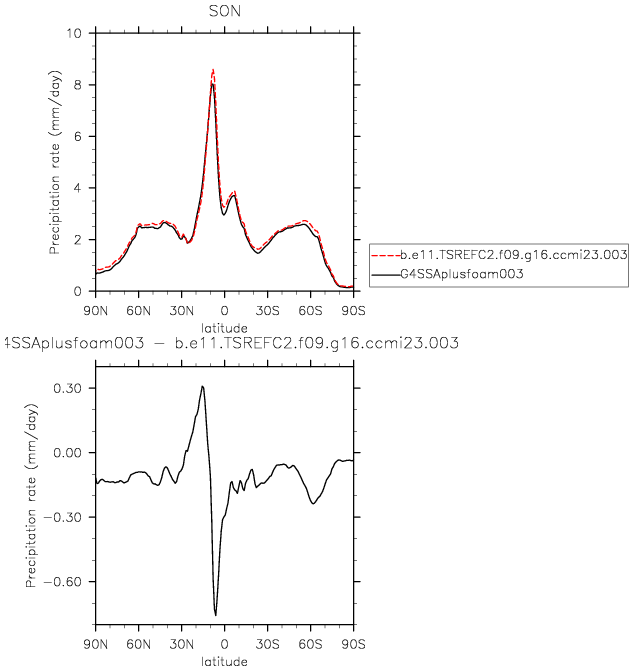 SON
10
8
6
4
2
0
Precipitation rate (mm/day)
90N 60N 30N 0 30S 60S 90S
latitude
b.e11.TSREFC2.f09.g16.ccmi23.003
G4SSAplusfoam003
4SSAplusfoam003 − b.e11.TSREFC2.f09.g16.ccmi23.003
0.30
0.00
−0.30
−0.60
Precipitation rate (mm/day)
90N 60N 30N 0 30S 60S 90S
latitude